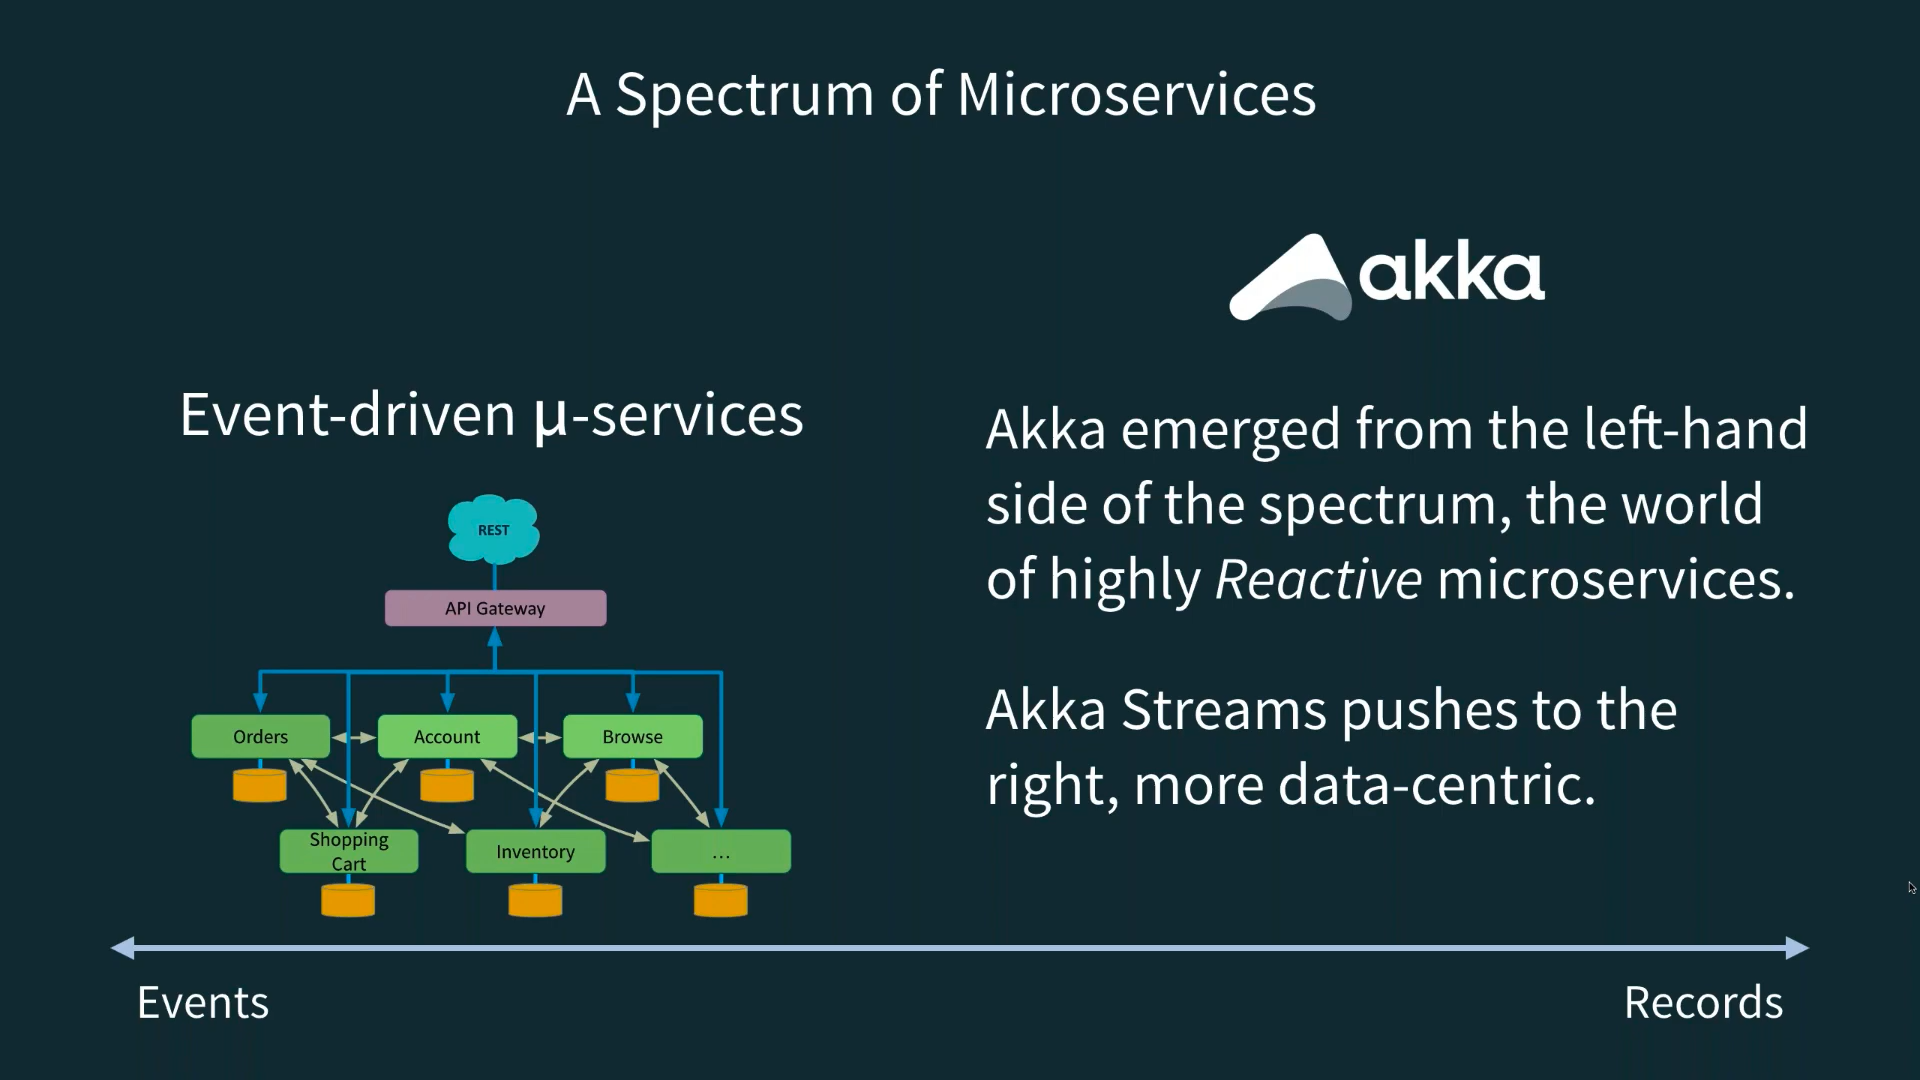 A Spectrum of Microservices
akka
Event-driven µ-services
Akka emerged from the left-hand
side of the spectrum, the world
of highly Reactive microservices.
Akka Streams pushes to the
right, more data-centric.
REST
API Gateway
Orders
Account
Browse
Shopping
Cart
Inventory
...
Events
Records